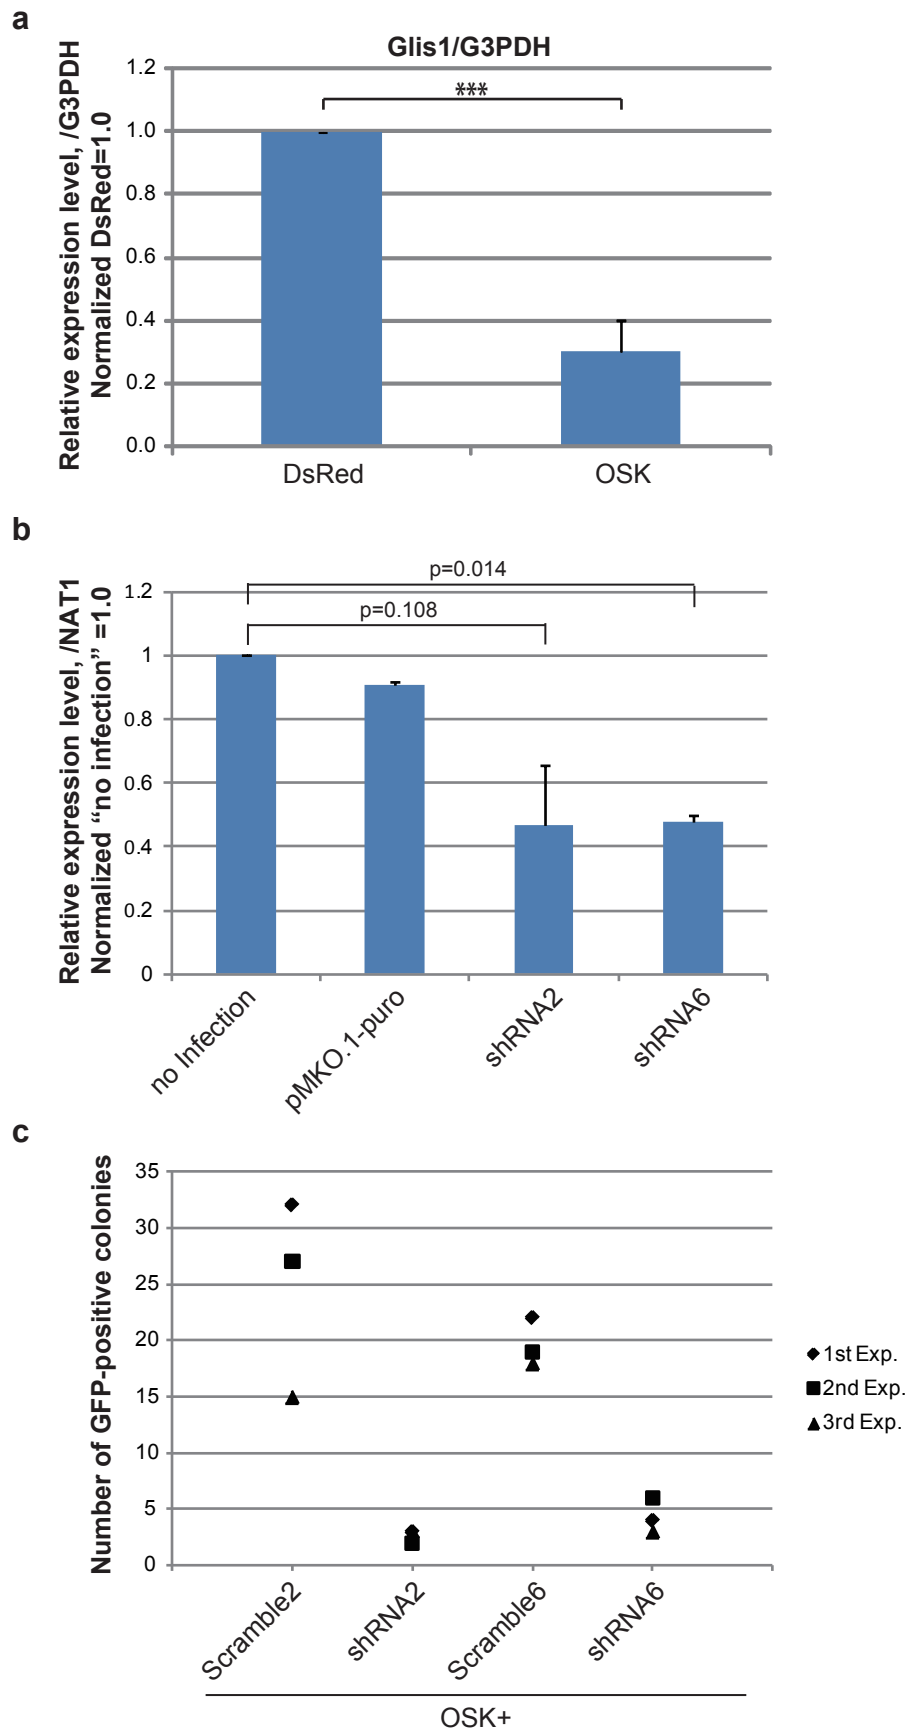 a
Glis1/G3PDH
Relative expression level, /G3PDH
Normalized DsRed=1.0
1.2
1.0
0.8
0.6
0.4
0.2
0.0
***
DsRed
OSK
b
Relative expression level, /NAT1
Normalized “no infection” =1.0
1.2
1
0.8
0.6
0.4
0.2
0
p=0.014
p=0.108
no Infection
pMKO.1-puro
shRNA2
shRNA6
c
Number of GFP-positive colonies
35
30
25
20
15
10
5
0
1st Exp.
2nd Exp.
3rd Exp.
Scramble2
shRNA2
Scramble6
shRNA6
OSK+